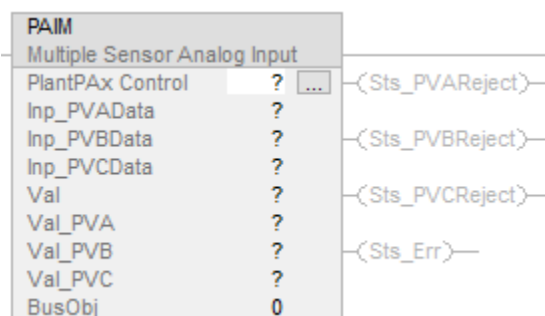 PAIM
Multiple Sensor Analog Input
PlantPAx Control ? ... (Sts_PVAReject)
Inp_PVAData ?
Inp_PVBData ? (Sts_PVBReject)
Inp_PVCData ?
Val ? (Sts_PVCReject)
Val_PVA ?
Val_PVB ? (Sts_Err)
Val_PVC ?
BusObj 0